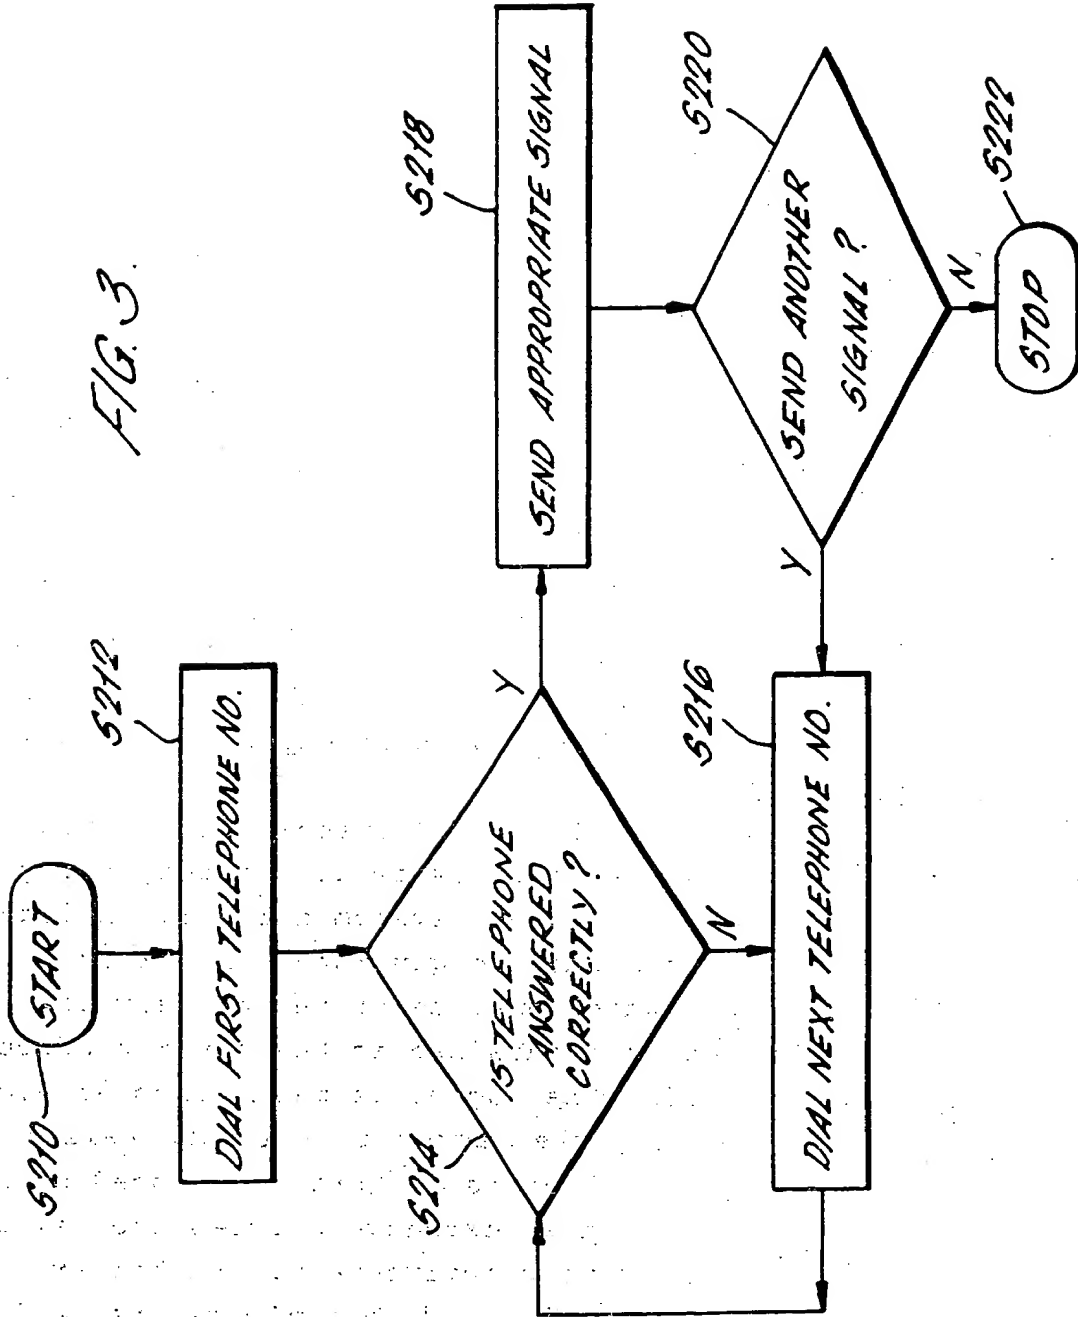 FIG. 3.
S210
START
S212
DIAL FIRST TELEPHONE NO.
S214
IS TELEPHONE
ANSWERED
CORRECTLY?
Y
N
S216
DIAL NEXT TELEPHONE NO.
S218
SEND APPROPRIATE SIGNAL
S220
SEND ANOTHER
SIGNAL?
Y
N
S222
STOP